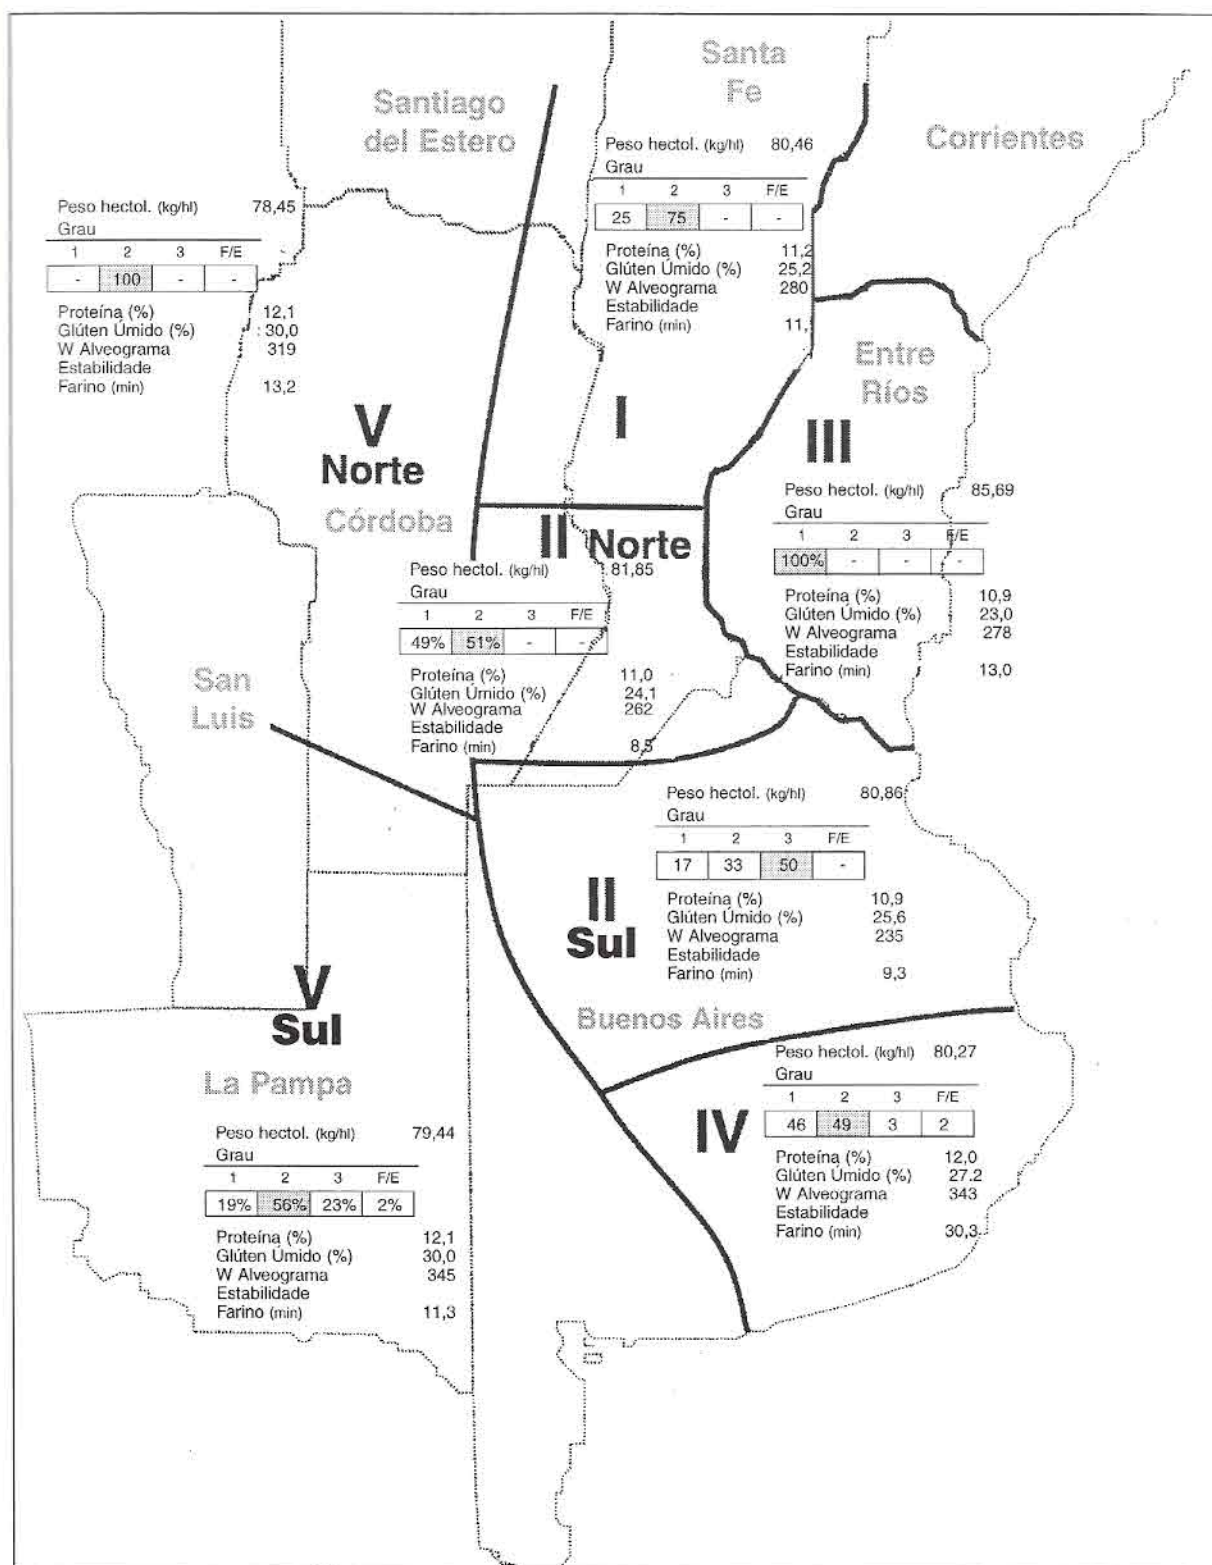 Santa
Fe
Santiago
del Estero
Corrientes
Peso hectol. (kg/hl) 80,46
Grau
1 2 3 F/E
25 75 - -
Proteína (%) 11,2
Glúten Úmido (%) 25,2
W Alveograma 280
Estabilidade
Farino (min) 11,
Peso hectol. (kg/hl) 78,45
Grau
1 2 3 F/E
- 100 - -
Proteína (%) 12,1
Glúten Úmido (%) 30,0
W Alveograma 319
Estabilidade
Farino (min) 13,2
Entre
Ríos
I
V
Norte
III
Córdoba
Peso hectol. (kg/hl) 85,69
Grau
1 2 3 F/E
100% - - -
Proteína (%) 10,9
Glúten Úmido (%) 23,0
W Alveograma 278
Estabilidade
Farino (min) 13,0
II Norte
Peso hectol. (kg/hl) 81,85
Grau
1 2 3 F/E
49% 51% - -
Proteína (%) 11,0
Glúten Úmido (%) 24,1
W Alveograma 262
Estabilidade
Farino (min) 8,5
San
Luis
Peso hectol. (kg/hl) 80,86
Grau
1 2 3 F/E
17 33 50 -
Proteína (%) 10,9
Glúten Úmido (%) 25,6
W Alveograma 235
Estabilidade
Farino (min) 9,3
II
Sul
V
Sul
Buenos Aires
La Pampa
Peso hectol. (kg/hl) 80,27
Grau
1 2 3 F/E
46 49 3 2
Proteína (%) 12,0
Glúten Úmido (%) 27.2
W Alveograma 343
Estabilidade
Farino (min) 30,3
IV
Peso hectol. (kg/hl) 79,44
Grau
1 2 3 F/E
19% 56% 23% 2%
Proteína (%) 12,1
Glúten Úmido (%) 30,0
W Alveograma 345
Estabilidade
Farino (min) 11,3